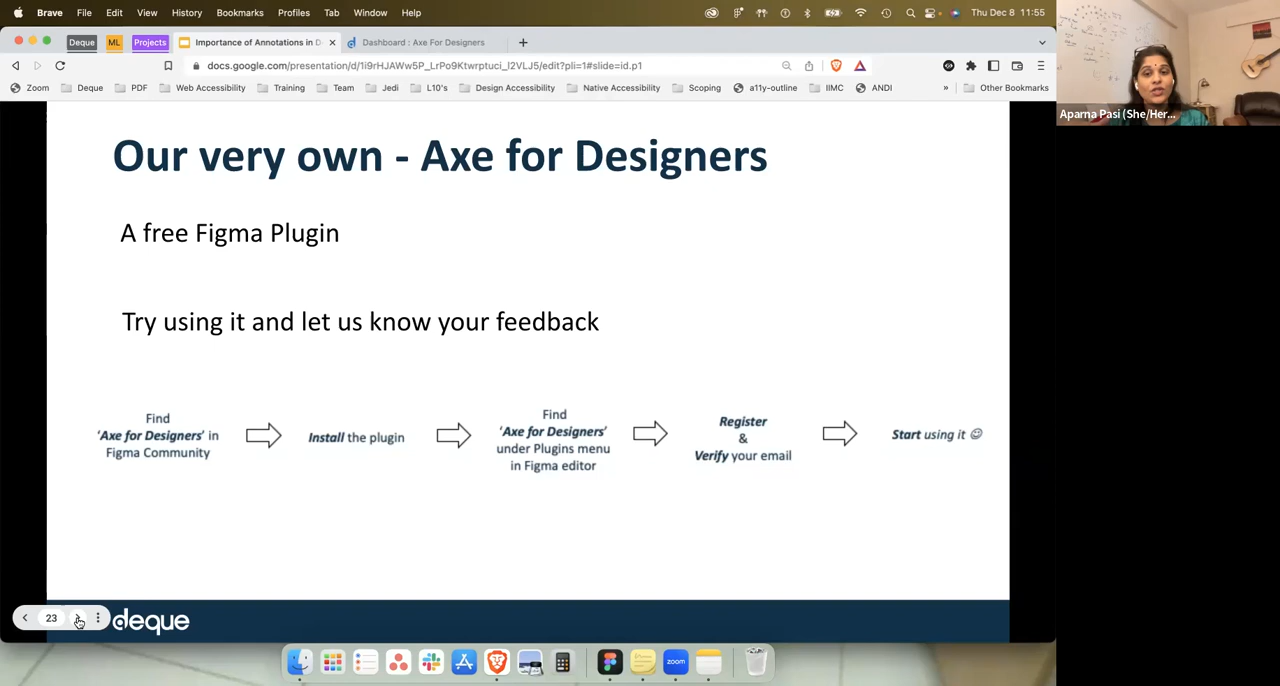 Brave File Edit View History Bookmarks Profiles Tab Window Help Thu Dec 8 11:55
Deque ML Projects Importance of Annotations in D Dashboard : Axe For Designers
docs.google.com/presentation/d/1i9rHJAWw5P_LrPo9Ktwrptuci_l2VLJ5/edit?pli=1#slide=id.p1
Zoom Deque PDF Web Accessibility Training Team Jedi L10's Design Accessibility Native Accessibility Scoping a11y-outline IIMC ANDI » Other Bookmarks
Aparna Pasi (She/Her...
Our very own - Axe for Designers
A free Figma Plugin
Try using it and let us know your feedback
Find
'Axe for Designers' in
Figma Community
Install the plugin
Find
'Axe for Designers'
under Plugins menu
in Figma editor
Register
&
Verify your email
Start using it ☺
23
deque
zoom